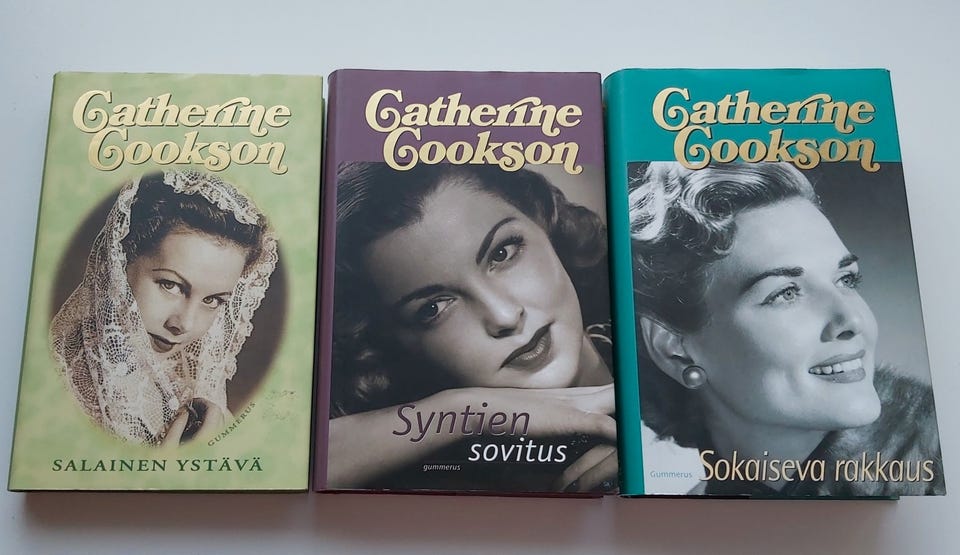 Catherine
Cookson
GUMMERUS
SALAINEN YSTÄVÄ
Catherine
Cookson
Syntien
sovitus
gummerus
Catherine
Cookson
Gummerus
Sokaiseva rakkaus